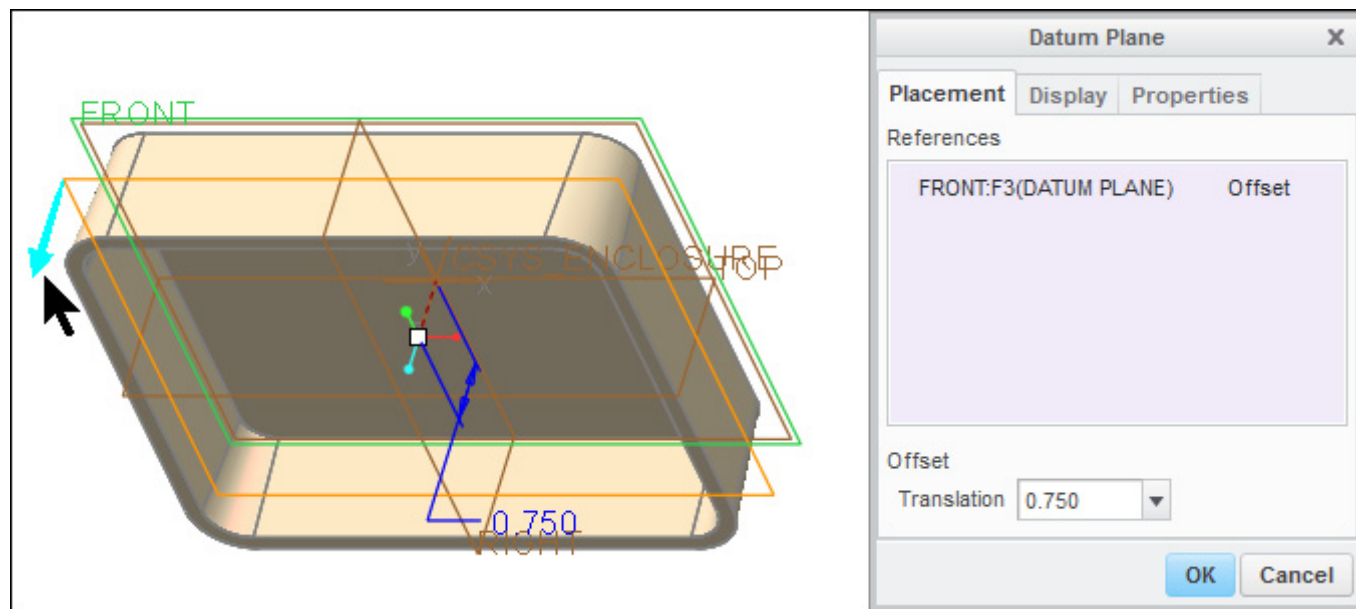 FRONT
y
CSYS_ENCLOSURE
TOP
x
0.750
RIGHT
Datum Plane
Placement Display Properties
References
FRONT:F3(DATUM PLANE) Offset
Offset
Translation 0.750
OK Cancel